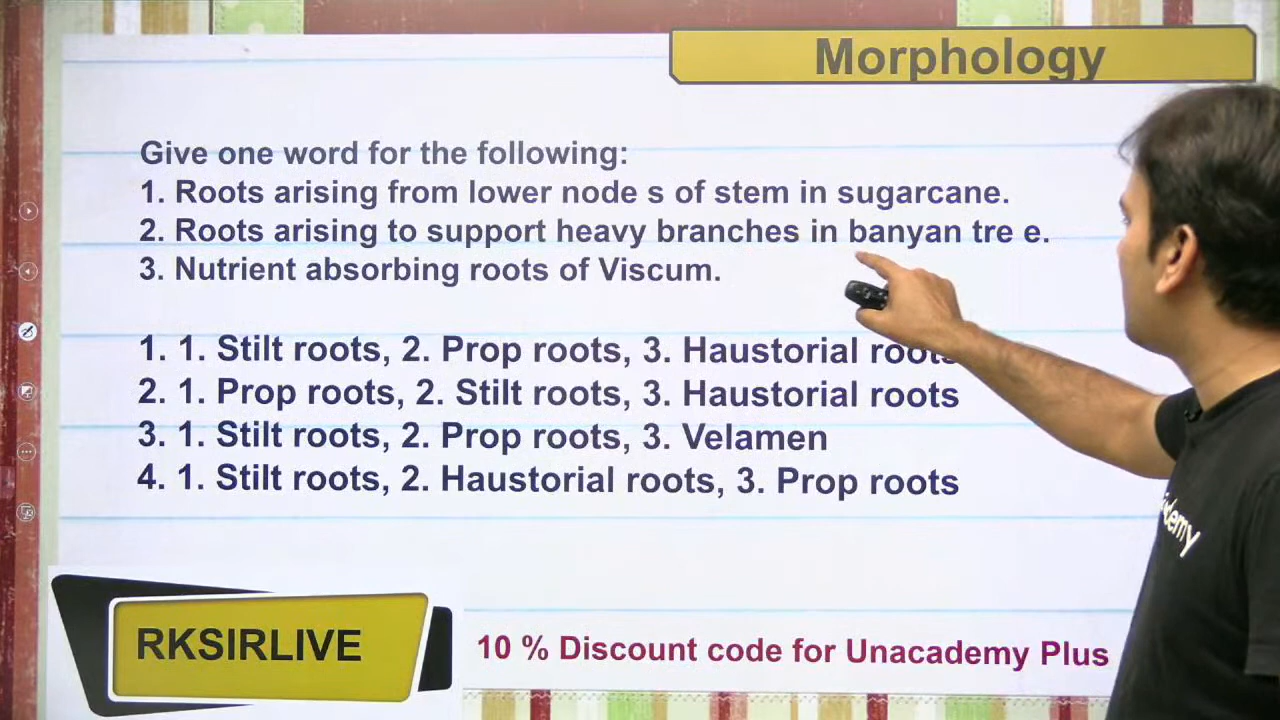 Morphology
Give one word for the following:
1. Roots arising from lower node s of stem in sugarcane.
2. Roots arising to support heavy branches in banyan tre e.
3. Nutrient absorbing roots of Viscum.
1. 1. Stilt roots, 2. Prop roots, 3. Haustorial roots
2. 1. Prop roots, 2. Stilt roots, 3. Haustorial roots
3. 1. Stilt roots, 2. Prop roots, 3. Velamen
4. 1. Stilt roots, 2. Haustorial roots, 3. Prop roots
RKSIRLIVE
10 % Discount code for Unacademy Plus